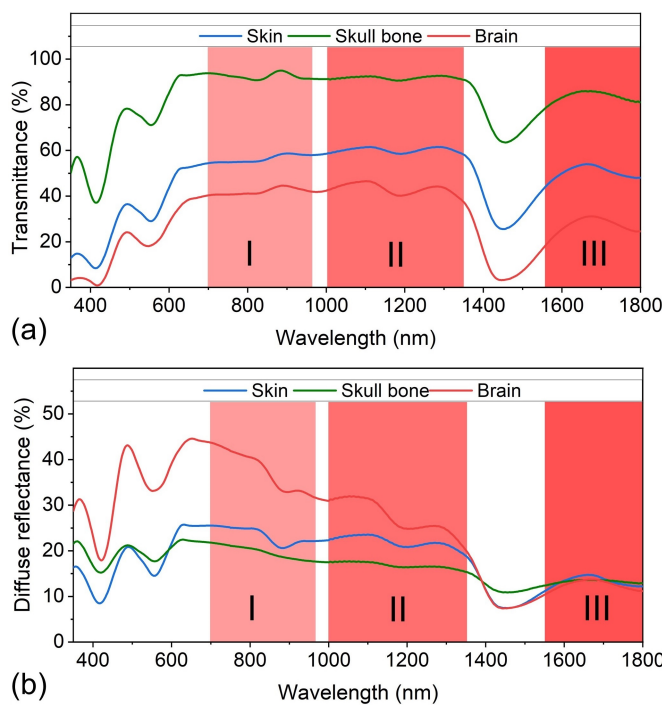 Skin Skull bone Brain
100
80
60
40
20
0
Transmittance (%)
I II III
400 600 800 1000 1200 1400 1600 1800
Wavelength (nm)
(a)
Skin Skull bone Brain
50
40
30
20
10
0
Diffuse reflectance (%)
I II III
400 600 800 1000 1200 1400 1600 1800
Wavelength (nm)
(b)